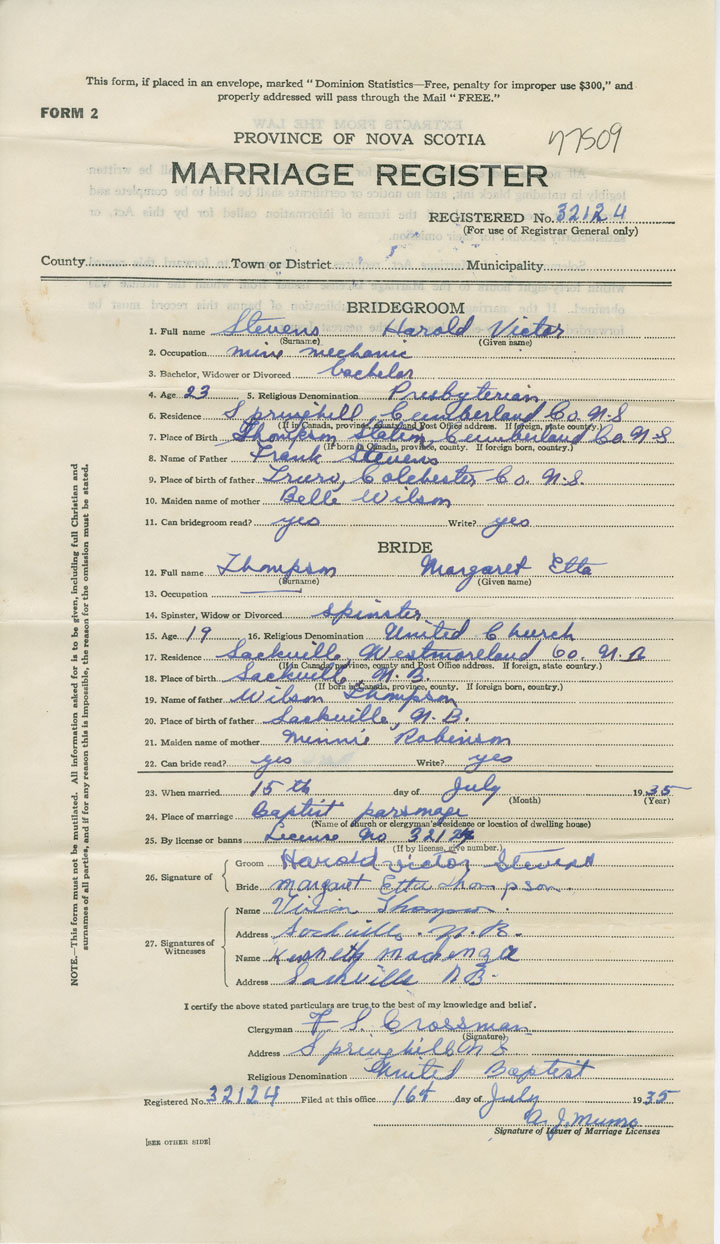 This form, if placed in an envelope, marked "Dominion Statistics—Free, penalty for improper use $300," and
properly addressed will pass through the Mail "FREE."
FORM 2
PROVINCE OF NOVA SCOTIA
77509
MARRIAGE REGISTER
REGISTERED No. 32124
(For use of Registrar General only)
County Town or District Municipality
BRIDEGROOM
1. Full name Stevens Harold Victor
(Surname) (Given name)
2. Occupation mine mechanic
3. Bachelor, Widower or Divorced bachelor
4. Age 23 5. Religious Denomination Presbyterian
6. Residence Springhill, Cumberland Co. N.S
(If in Canada, province, county and Post Office address. If foreign, state country.)
7. Place of Birth Thompson Station, Cumberland Co. N.S
(If born in Canada, province, county. If foreign born, country.)
8. Name of Father Frank Stevens
9. Place of birth of father Truro, Colchester Co. N.S.
10. Maiden name of mother Belle Wilson
11. Can bridegroom read? yes Write? yes
BRIDE
12. Full name Thompson Margaret Etta
(Surname) (Given name)
13. Occupation
14. Spinster, Widow or Divorced Spinster
15. Age 19 16. Religious Denomination United Church
17. Residence Sackville, Westmoreland Co. N.B
(If in Canada, province, county and Post Office address. If foreign, state country.)
18. Place of birth Sackville, N.B.
(If born in Canada, province, county. If foreign born, country.)
19. Name of father Wilson Thompson
20. Place of birth of father Sackville, N.B.
21. Maiden name of mother Minnie Robinson
22. Can bride read? yes Write? yes
23. When married 15th day of July 1935
(Month) (Year)
24. Place of marriage Baptist parsonage
(Name of church or clergyman's residence or location of dwelling house)
25. By license or banns License No 32124
(If by license, give number.)
26. Signature of
Groom Harold victor Stevens
Bride Margaret Etta Thompson.
27. Signatures of Witnesses
Name Thompson.
Address Sackville, N.B.
Name Kenneth Mackenzie
Address Sackville N.B.
NOTE.—This form must not be mutilated. All information asked for is to be given, including full Christian and
surnames of all parties, and if for any reason this is impossible, the reason for the omission must be stated.
I certify the above stated particulars are true to the best of my knowledge and belief.
Clergyman F. S. Crossman
(Signature)
Address Springhill N S
Religious Denomination United Baptist
Registered No. 32124 Filed at this office 16th day of July 1935
A. J. Munro
Signature of Issuer of Marriage Licenses
[SEE OTHER SIDE]